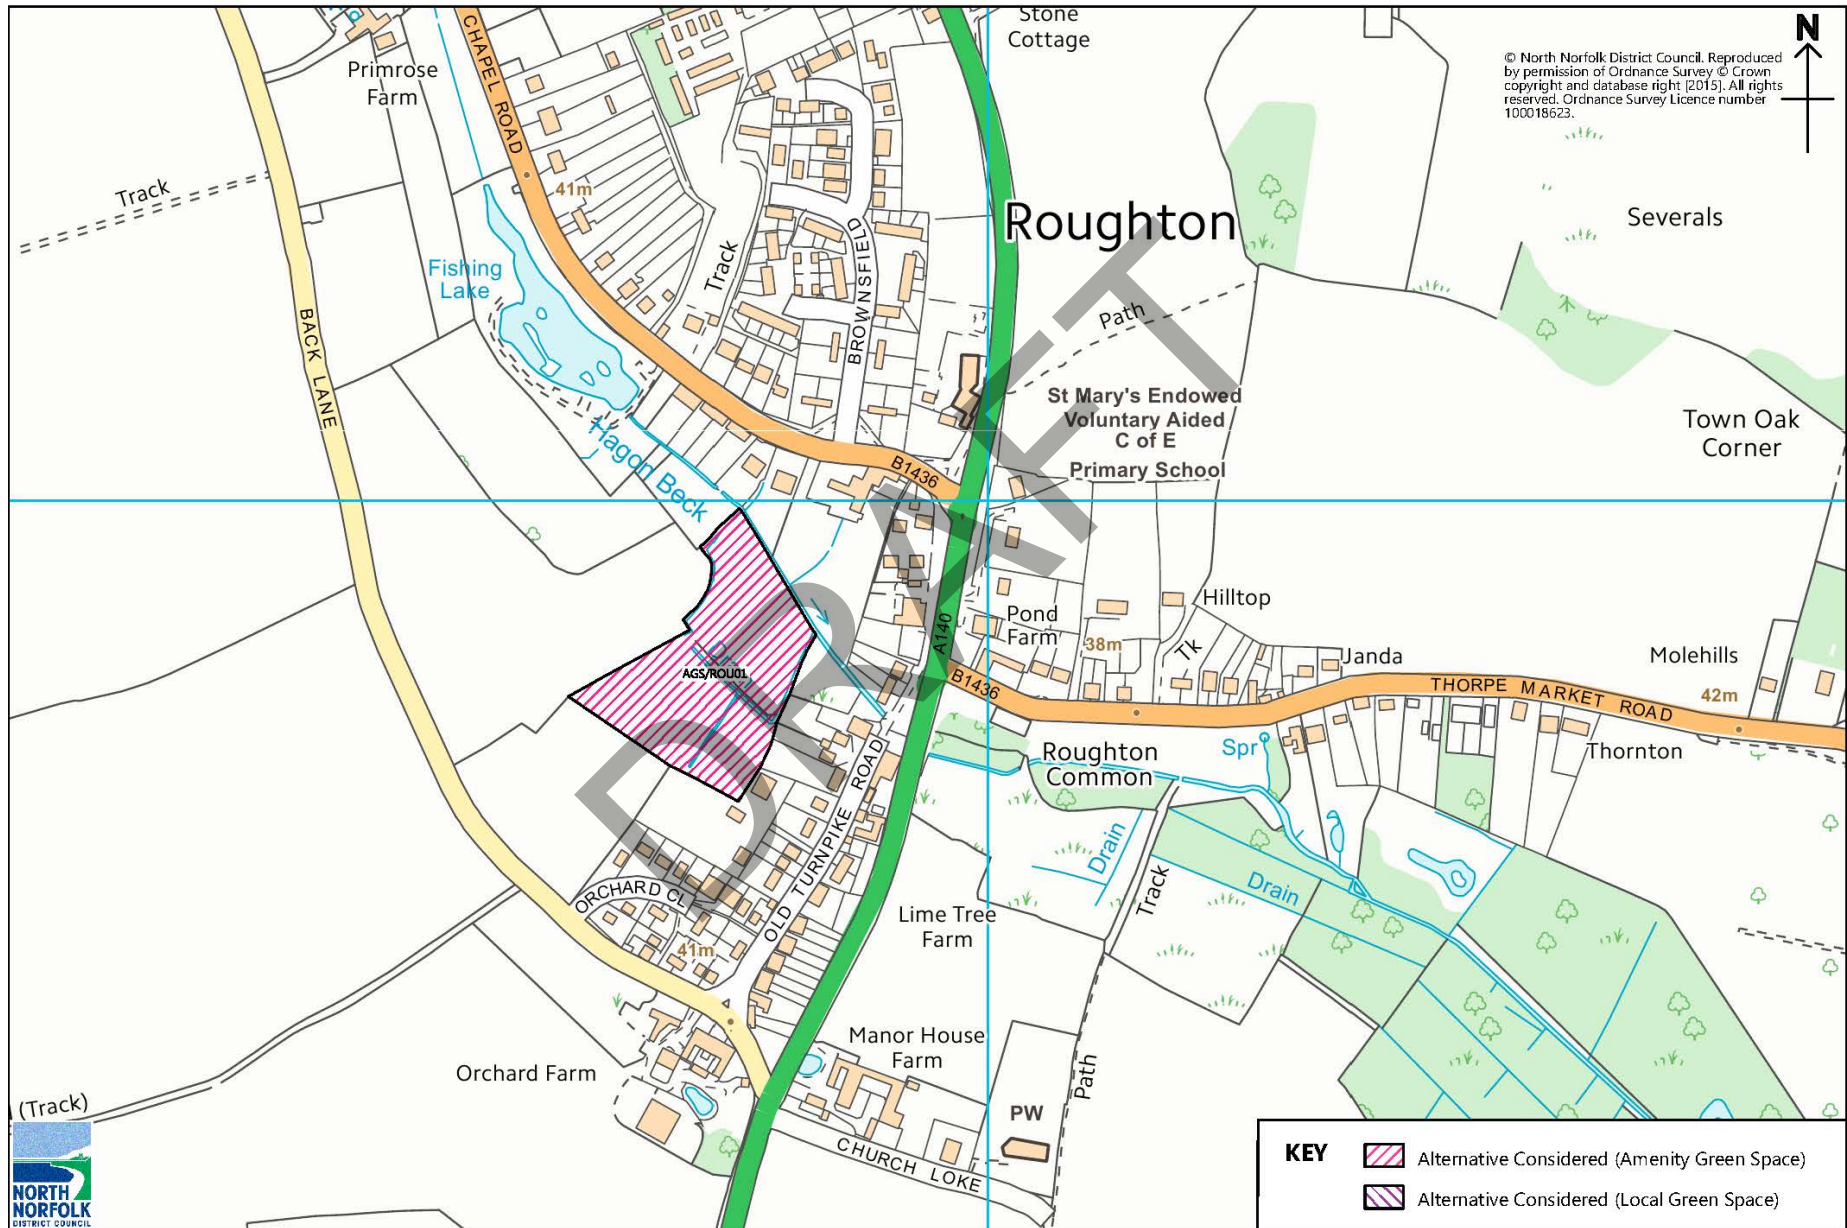 Stone
Cottage
N
© North Norfolk District Council. Reproduced
by permission of Ordnance Survey © Crown
copyright and database right [2015]. All rights
reserved. Ordnance Survey Licence number
100018623.
Primrose
Farm
CHAPEL ROAD
Track
41m
Roughton
Severals
Fishing
Lake
Track
BROWNSFIELD
BACK LANE
Path
St Mary's Endowed
Voluntary Aided
C of E
Primary School
Town Oak
Corner
Hagon Beck
B1436
DRAFT
Hilltop
Pond
Farm
38m
Tk
A140
Janda
Molehills
AGS/ROU01
B1436
THORPE MARKET ROAD
42m
Roughton
Common
Spr
Thornton
OLD TURNPIKE ROAD
Drain
Drain
Track
ORCHARD CL
Lime Tree
Farm
41m
Manor House
Farm
Orchard Farm
Path
(Track)
PW
CHURCH LOKE
NORTH
NORFOLK
DISTRICT COUNCIL
KEY
Alternative Considered (Amenity Green Space)
Alternative Considered (Local Green Space)